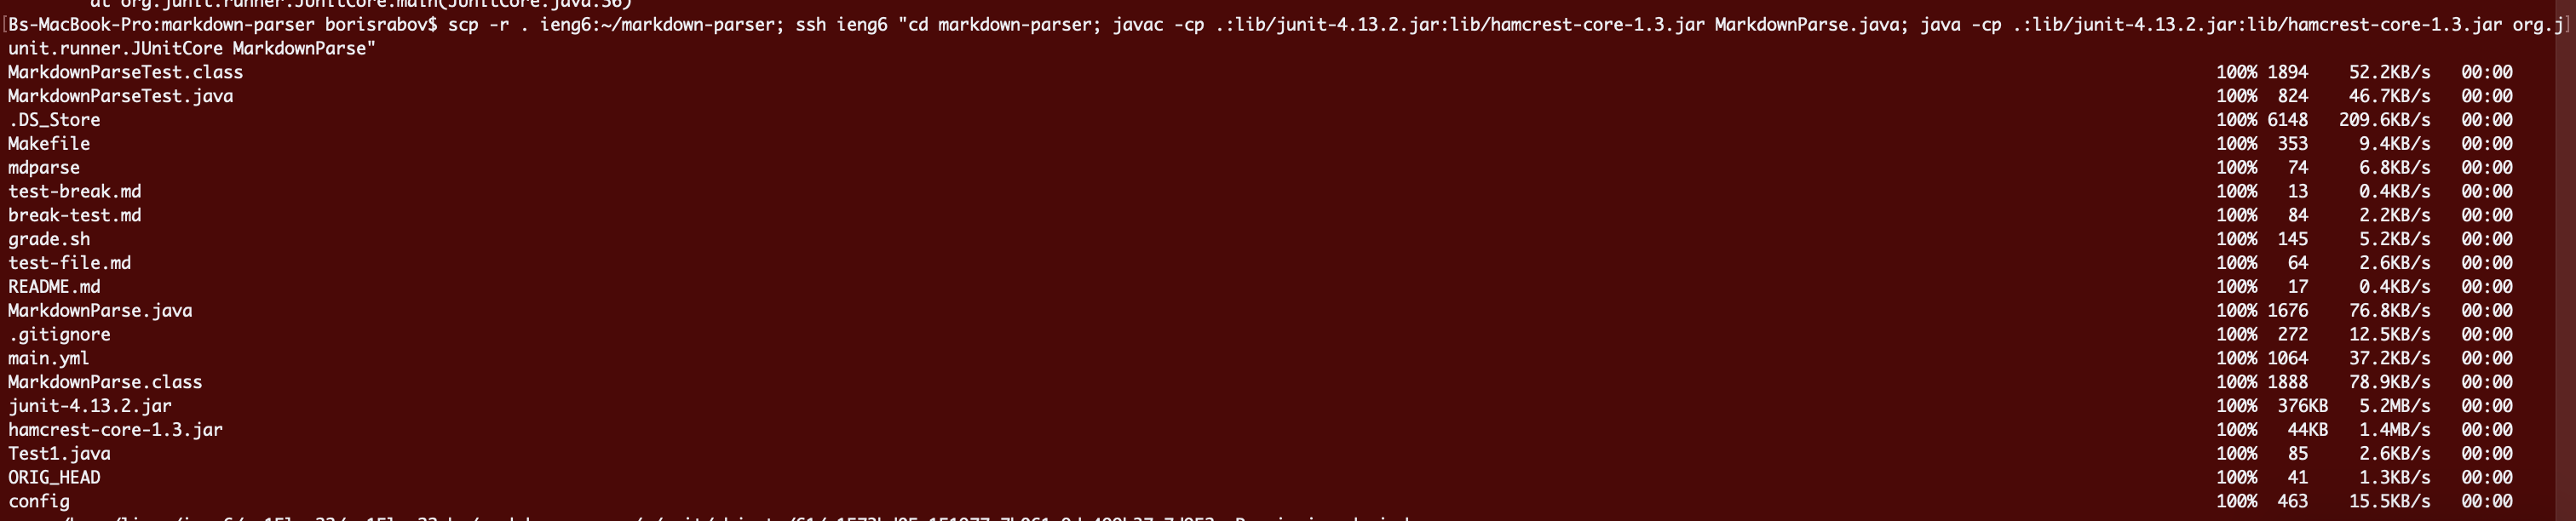 at org.junit.runner.JUnitCore.main(JUnitCore.java:36)
[Bs-MacBook-Pro:markdown-parser borisrabov$ scp -r . ieng6:~/markdown-parser; ssh ieng6 "cd markdown-parser; javac -cp .:lib/junit-4.13.2.jar:lib/hamcrest-core-1.3.jar MarkdownParse.java; java -cp .:lib/junit-4.13.2.jar:lib/hamcrest-core-1.3.jar org.j]
unit.runner.JUnitCore MarkdownParse"
MarkdownParseTest.class 100% 1894 52.2KB/s 00:00
MarkdownParseTest.java 100% 824 46.7KB/s 00:00
.DS_Store 100% 6148 209.6KB/s 00:00
Makefile 100% 353 9.4KB/s 00:00
mdparse 100% 74 6.8KB/s 00:00
test-break.md 100% 13 0.4KB/s 00:00
break-test.md 100% 84 2.2KB/s 00:00
grade.sh 100% 145 5.2KB/s 00:00
test-file.md 100% 64 2.6KB/s 00:00
README.md 100% 17 0.4KB/s 00:00
MarkdownParse.java 100% 1676 76.8KB/s 00:00
.gitignore 100% 272 12.5KB/s 00:00
main.yml 100% 1064 37.2KB/s 00:00
MarkdownParse.class 100% 1888 78.9KB/s 00:00
junit-4.13.2.jar 100% 376KB 5.2MB/s 00:00
hamcrest-core-1.3.jar 100% 44KB 1.4MB/s 00:00
Test1.java 100% 85 2.6KB/s 00:00
ORIG_HEAD 100% 41 1.3KB/s 00:00
config 100% 463 15.5KB/s 00:00